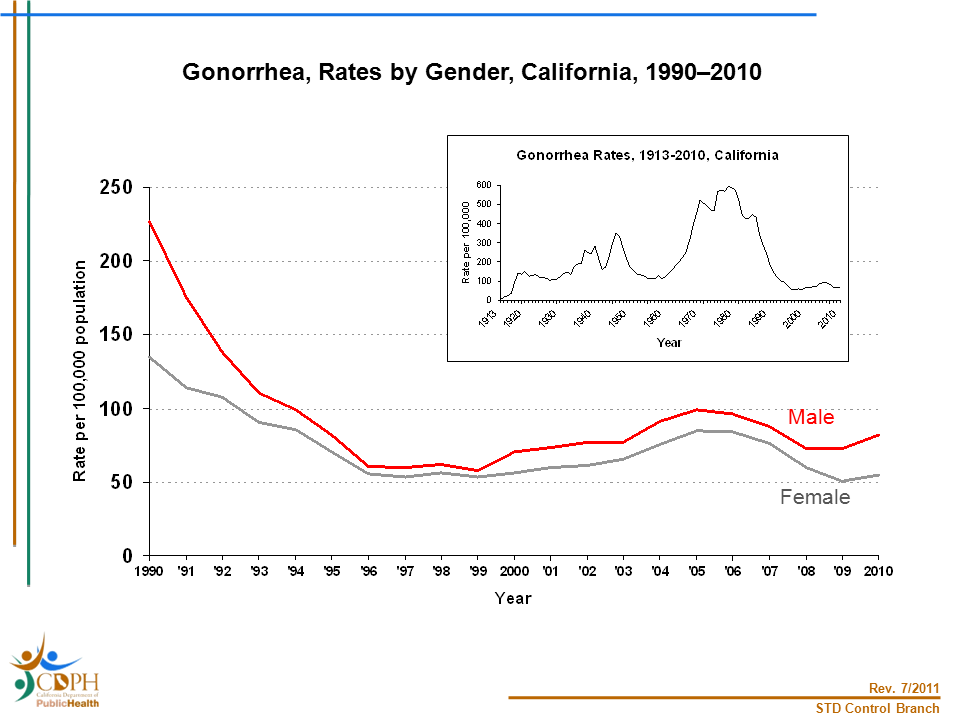 Gonorrhea, Rates by Gender, California, 1990–2010
Gonorrhea Rates, 1913-2010, California
600
500
400
300
200
100
0
Rate per 100,000
1913
1920
1930
1940
1950
1960
1970
1980
1990
2000
2010
Year
250
200
150
100
50
0
Rate per 100,000 population
Male
Female
1990 '91 '92 '93 '94 '95 '96 '97 '98 '99 2000 '01 '02 '03 '04 '05 '06 '07 '08 '09 2010
Year
CDPH
California Department of
PublicHealth
Rev. 7/2011
STD Control Branch